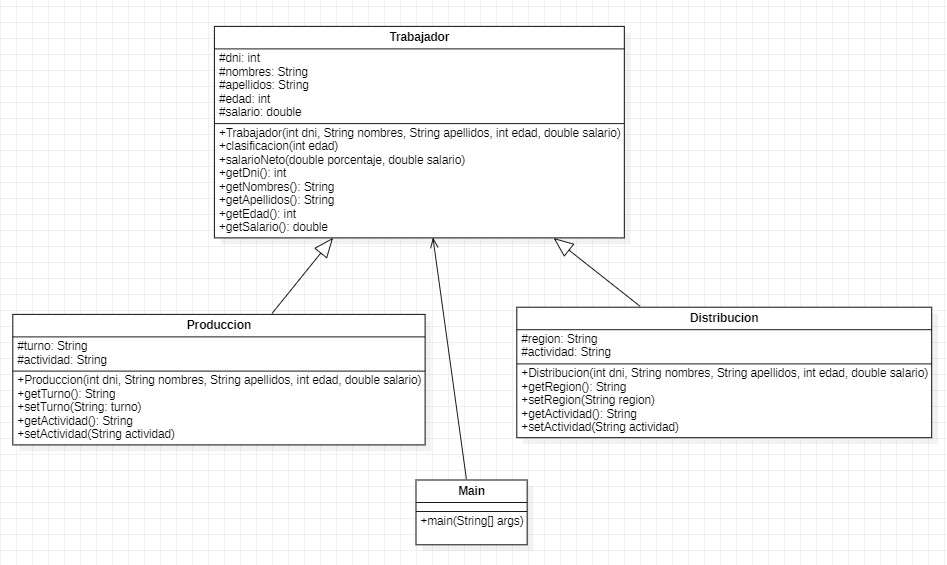 Trabajador
#dni: int
#nombres: String
#apellidos: String
#edad: int
#salario: double
+Trabajador(int dni, String nombres, String apellidos, int edad, double salario)
+clasificacion(int edad)
+salarioNeto(double porcentaje, double salario)
+getDni(): int
+getNombres(): String
+getApellidos(): String
+getEdad(): int
+getSalario(): double
Produccion
#turno: String
#actividad: String
+Produccion(int dni, String nombres, String apellidos, int edad, double salario)
+getTurno(): String
+setTurno(String: turno)
+getActividad(): String
+setActividad(String actividad)
Distribucion
#region: String
#actividad: String
+Distribucion(int dni, String nombres, String apellidos, int edad, double salario)
+getRegion(): String
+setRegion(String region)
+getActividad(): String
+setActividad(String actividad)
Main
+main(String[] args)